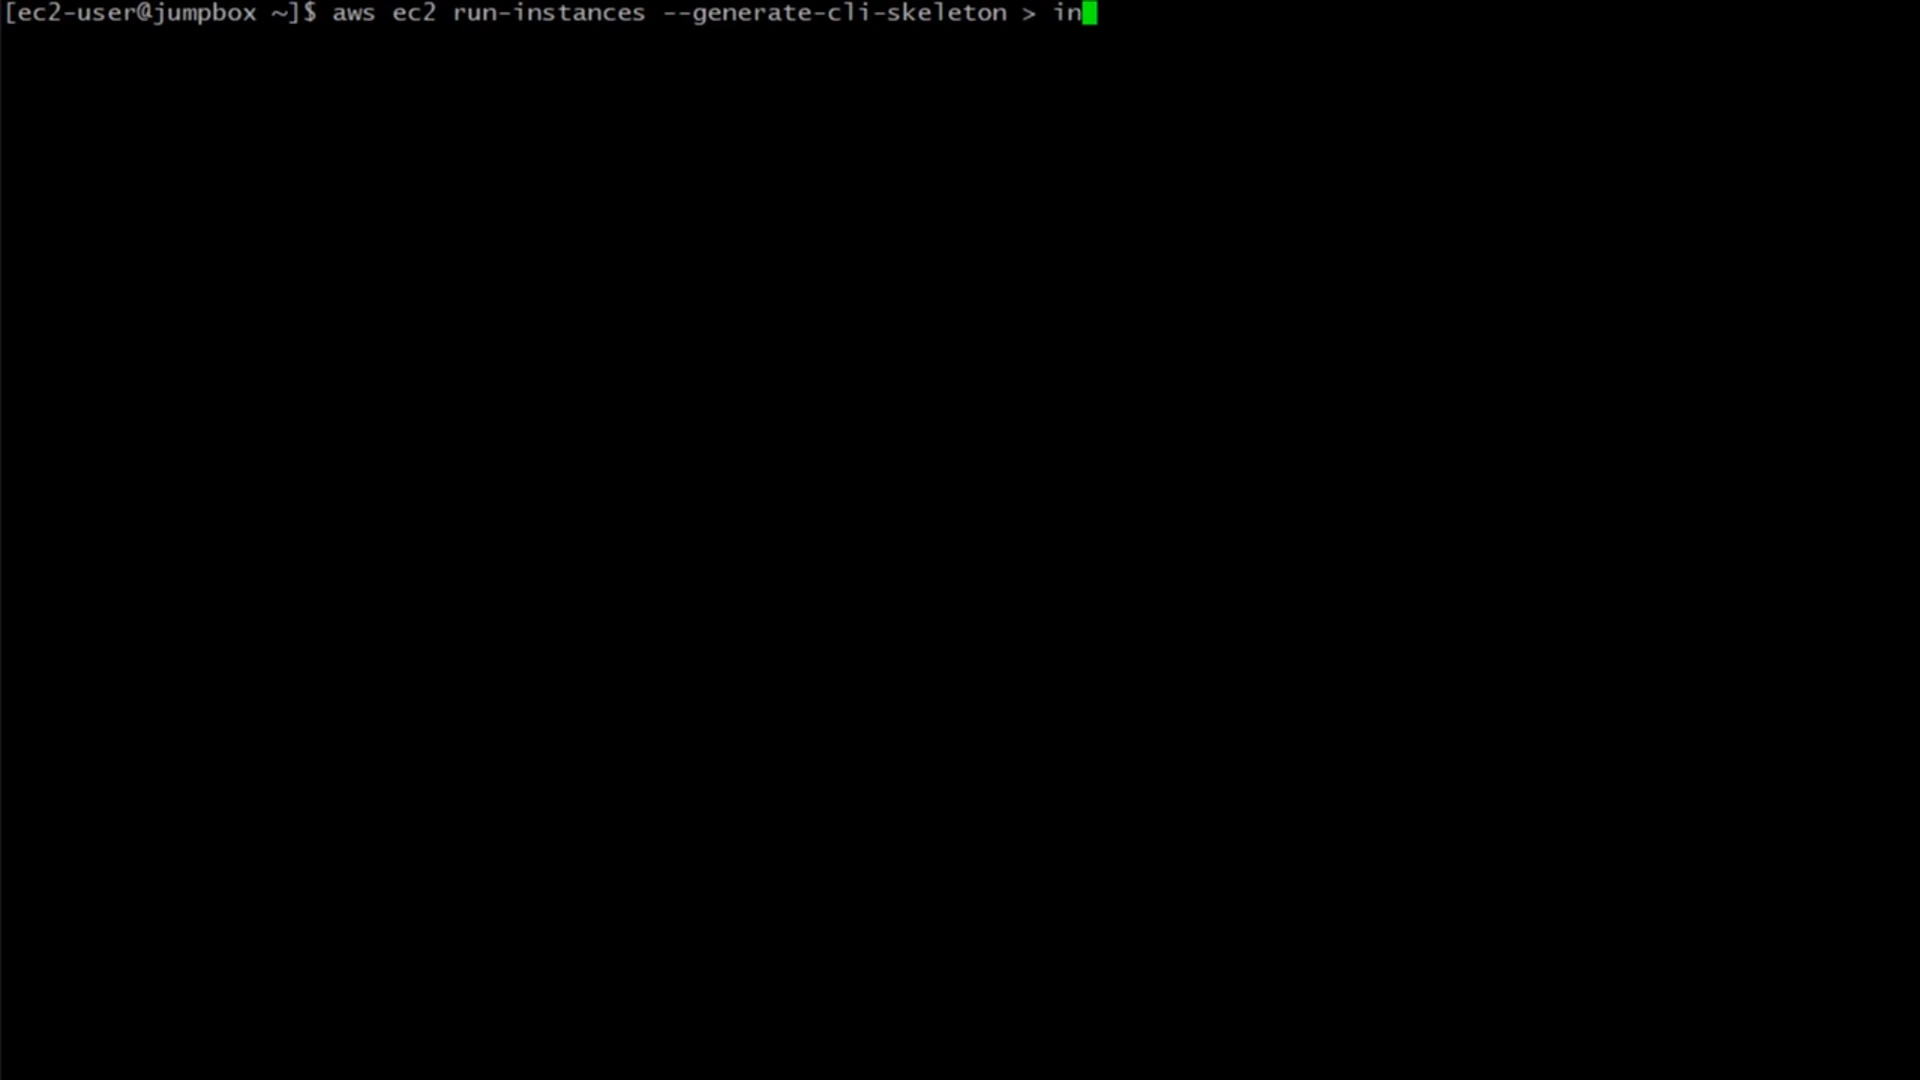 [ec2-user@jumpbox ~]$ aws ec2 run-instances --generate-cli-skeleton > in